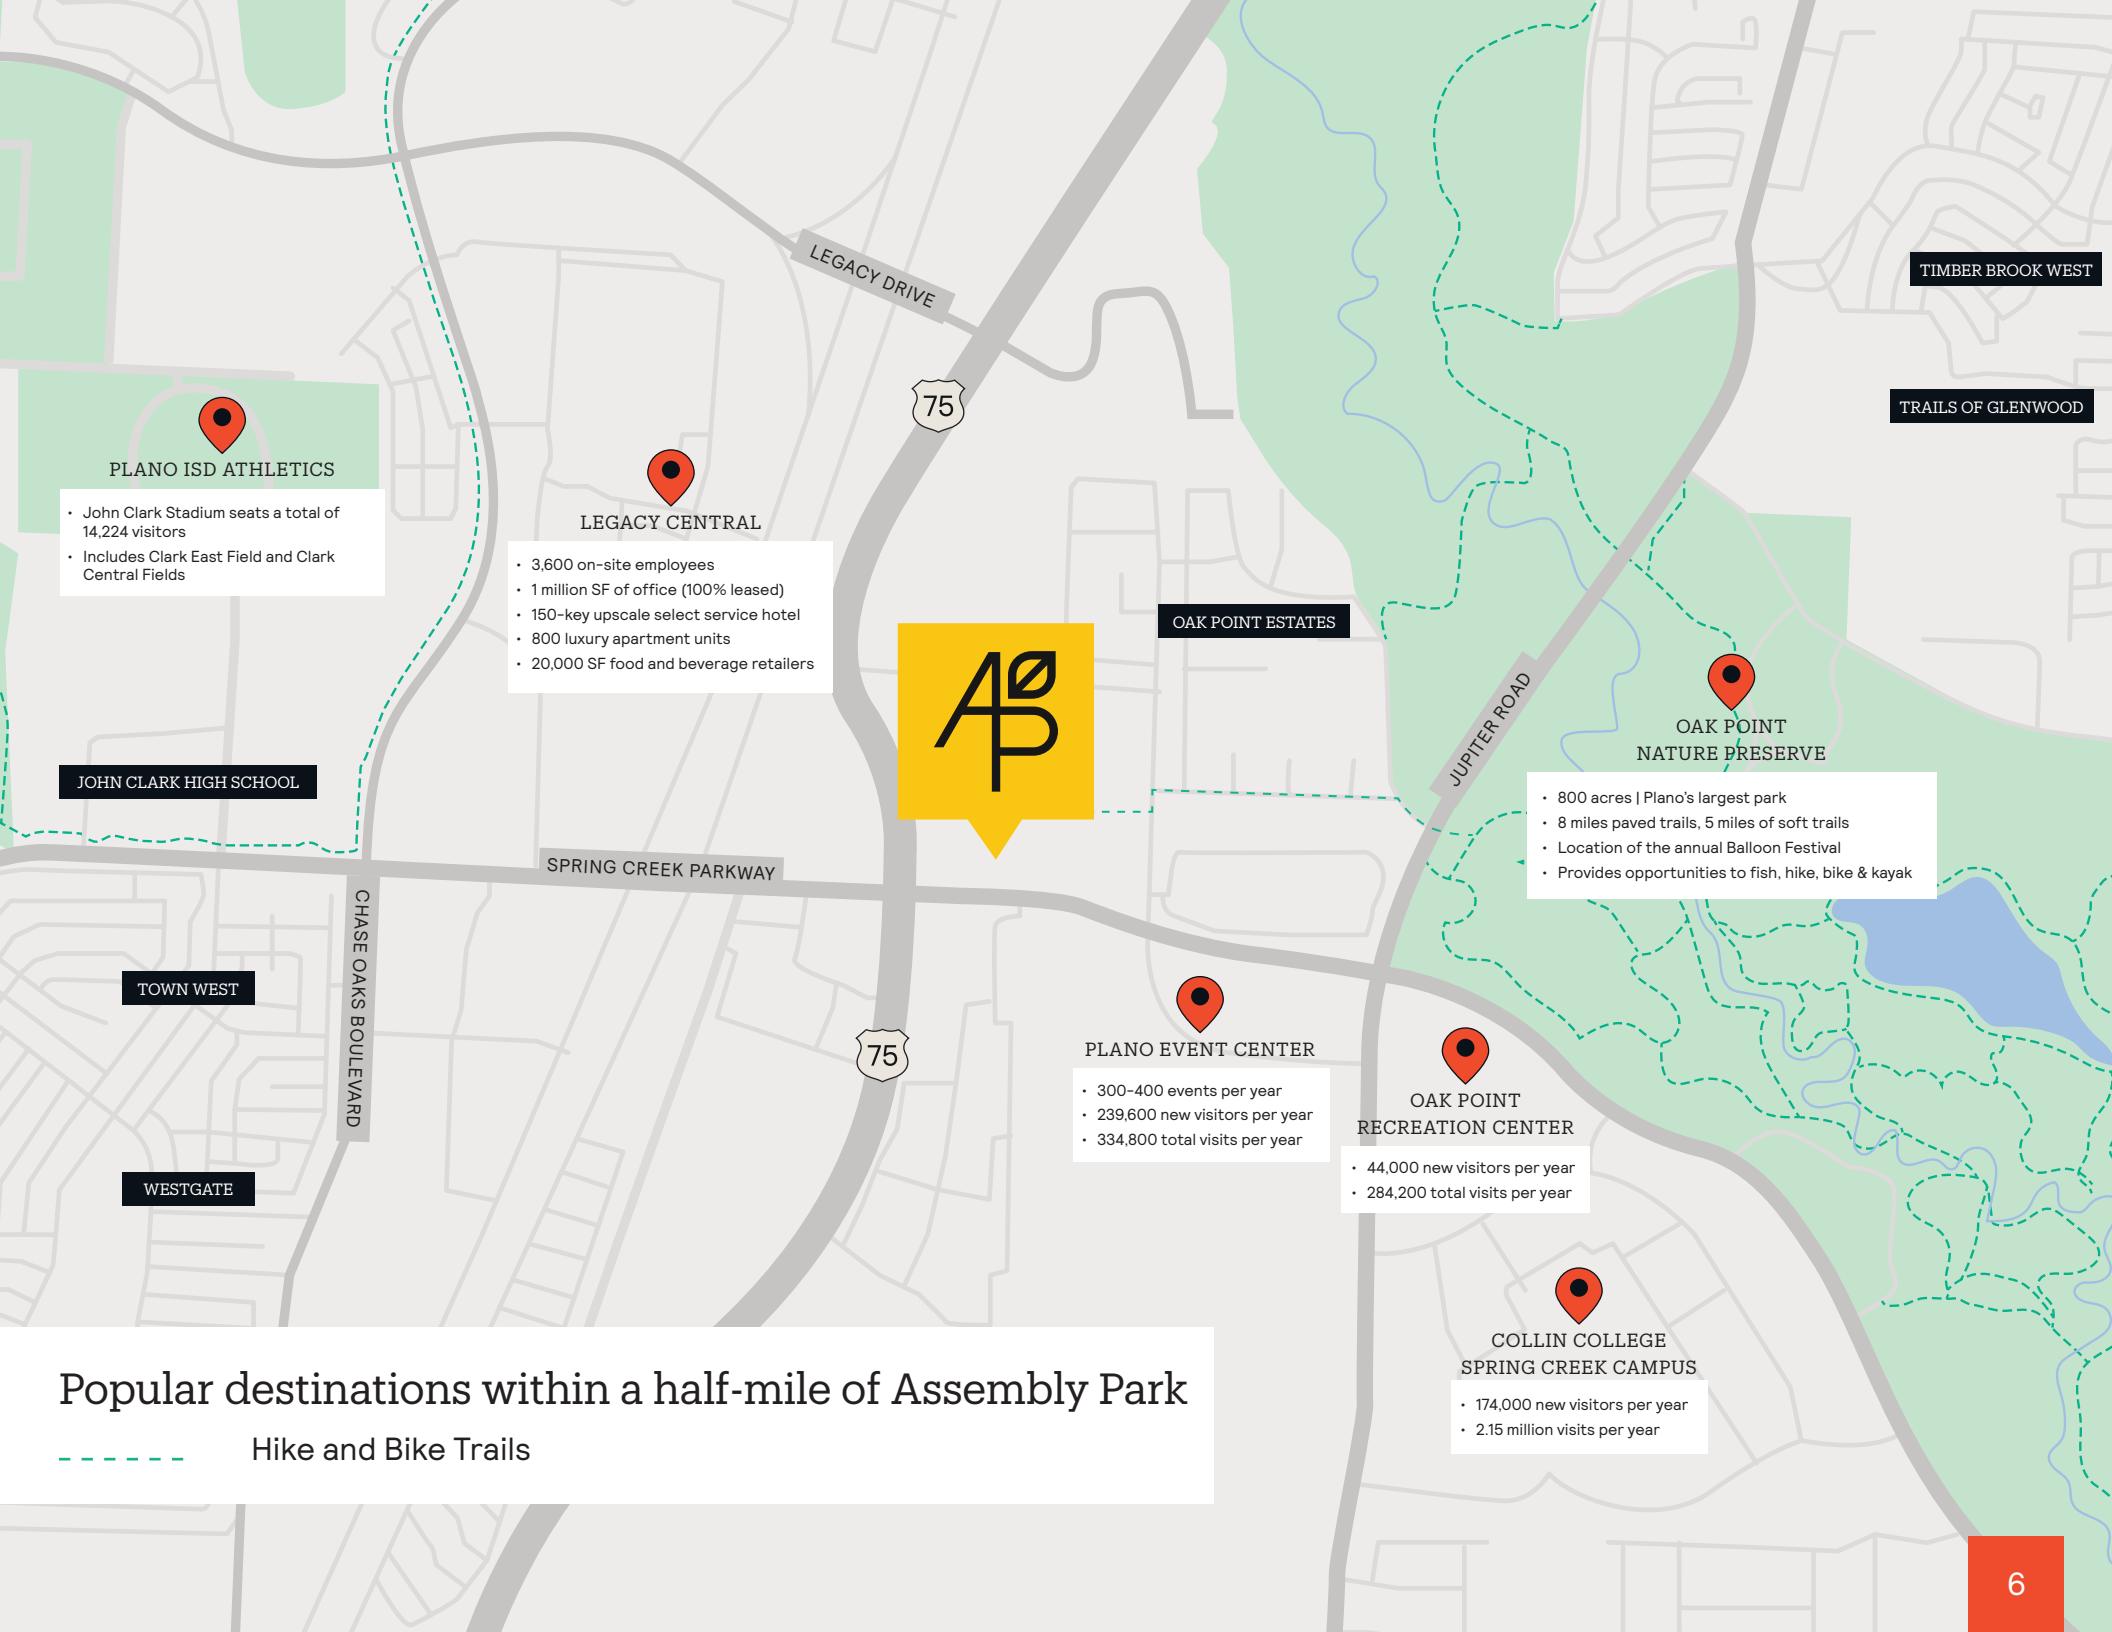 LEGACY DRIVE
TIMBER BROOK WEST
75
TRAILS OF GLENWOOD
PLANO ISD ATHLETICS
• John Clark Stadium seats a total of
14,224 visitors
• Includes Clark East Field and Clark
Central Fields
LEGACY CENTRAL
• 3,600 on-site employees
• 1 million SF of office (100% leased)
• 150-key upscale select service hotel
• 800 luxury apartment units
• 20,000 SF food and beverage retailers
OAK POINT ESTATES
AP
JUPITER ROAD
OAK POINT
NATURE PRESERVE
• 800 acres | Plano's largest park
• 8 miles paved trails, 5 miles of soft trails
• Location of the annual Balloon Festival
• Provides opportunities to fish, hike, bike & kayak
JOHN CLARK HIGH SCHOOL
SPRING CREEK PARKWAY
CHASE OAKS BOULEVARD
TOWN WEST
75
PLANO EVENT CENTER
• 300-400 events per year
• 239,600 new visitors per year
• 334,800 total visits per year
OAK POINT
RECREATION CENTER
• 44,000 new visitors per year
• 284,200 total visits per year
WESTGATE
COLLIN COLLEGE
SPRING CREEK CAMPUS
• 174,000 new visitors per year
• 2.15 million visits per year
Popular destinations within a half-mile of Assembly Park
Hike and Bike Trails
6